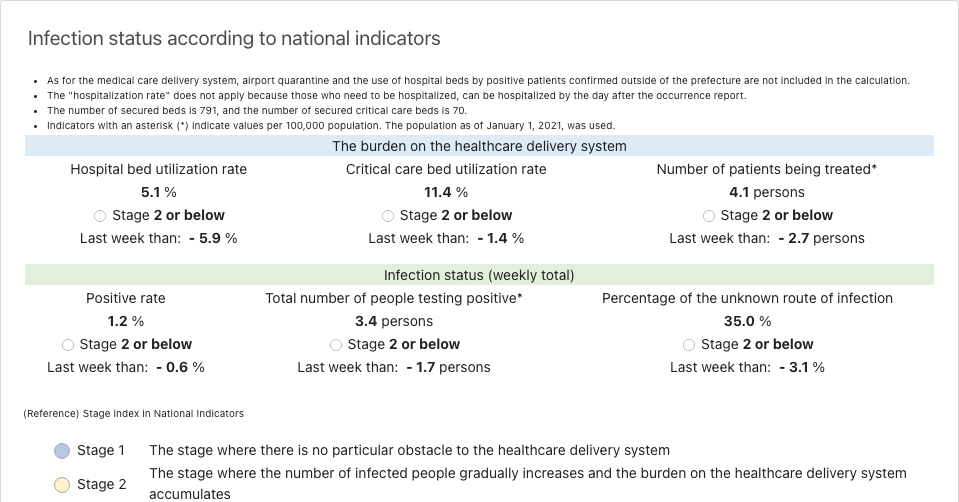 Infection status according to national indicators
• As for the medical care delivery system, airport quarantine and the use of hospital beds by positive patients confirmed outside of the prefecture are not included in the calculation.
• The "hospitalization rate" does not apply because those who need to be hospitalized, can be hospitalized by the day after the occurrence report.
• The number of secured beds is 791, and the number of secured critical care beds is 70.
• Indicators with an asterisk (*) indicate values per 100,000 population. The population as of January 1, 2021, was used.
The burden on the healthcare delivery system
Hospital bed utilization rate Critical care bed utilization rate Number of patients being treated*
5.1 % 11.4 % 4.1 persons
Stage 2 or below Stage 2 or below Stage 2 or below
Last week than: - 5.9 % Last week than: - 1.4 % Last week than: - 2.7 persons
Infection status (weekly total)
Positive rate Total number of people testing positive* Percentage of the unknown route of infection
1.2 % 3.4 persons 35.0 %
Stage 2 or below Stage 2 or below Stage 2 or below
Last week than: - 0.6 % Last week than: - 1.7 persons Last week than: - 3.1 %
(Reference) Stage index in National Indicators
Stage 1 The stage where there is no particular obstacle to the healthcare delivery system
Stage 2 The stage where the number of infected people gradually increases and the burden on the healthcare delivery system
accumulates